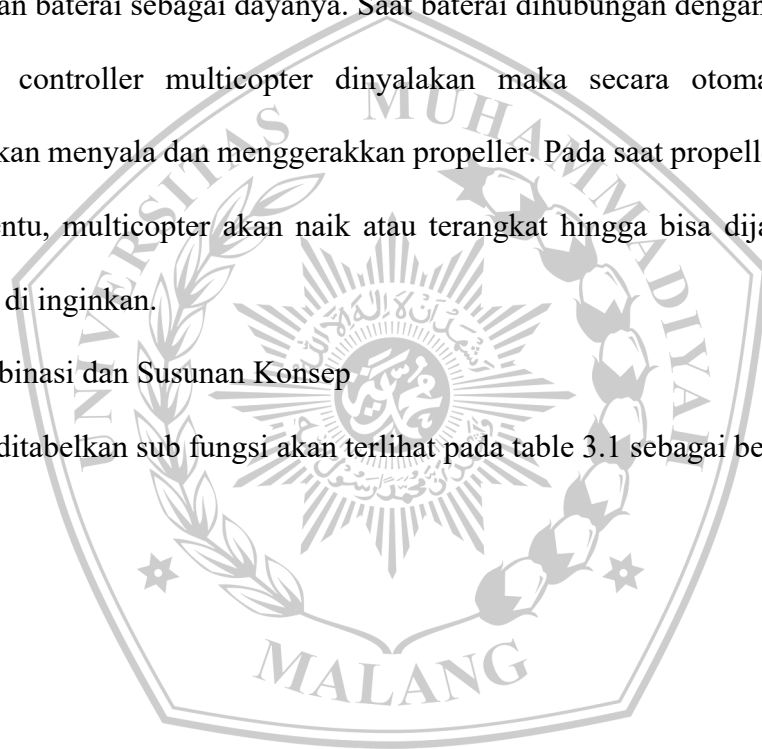 an baterai sebagai dayanya. Saat baterai dihubungan dengan
controller multicopter dinyalakan maka secara otoma
kan menyala dan menggerakkan propeller. Pada saat propell
entu, multicopter akan naik atau terangkat hingga bisa dija
di inginkan.
binasi dan Susunan Konsep
ditabelkan sub fungsi akan terlihat pada table 3.1 sebagai be
UNIVERSITAS MUHAMMADIYAH
MALANG